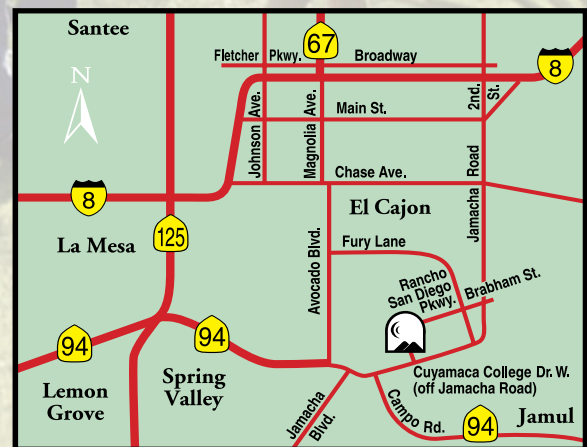 Santee
N
Fletcher Pkwy.
67
Broadway
8
Johnson Ave.
Magnolia Ave.
Main St.
2nd. St.
Chase Ave.
8
125
La Mesa
El Cajon
Jamacha Road
Avocado Blvd.
Fury Lane
Rancho
San Diego
Pkwy.
Brabham St.
94
94
Lemon
Grove
Spring
Valley
Cuyamaca College Dr. W.
(off Jamacha Road)
Jamacha
Blvd.
Campo Rd.
94
Jamul